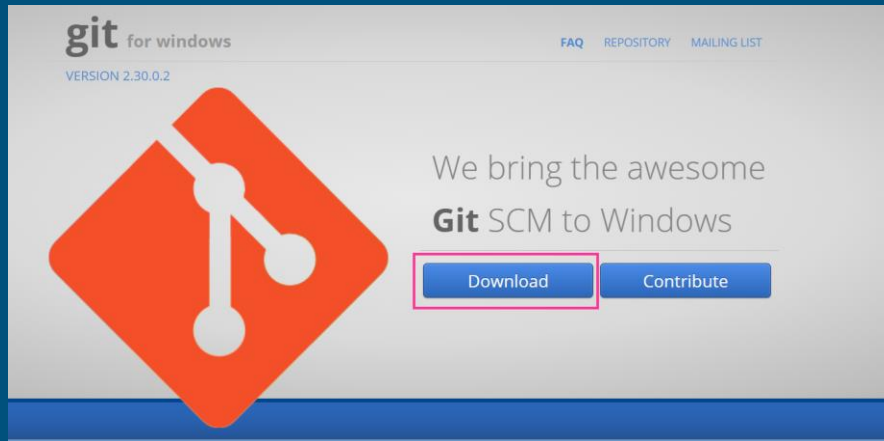 git for windows
FAQ REPOSITORY MAILING LIST
VERSION 2.30.0.2
We bring the awesome
Git SCM to Windows
Download Contribute